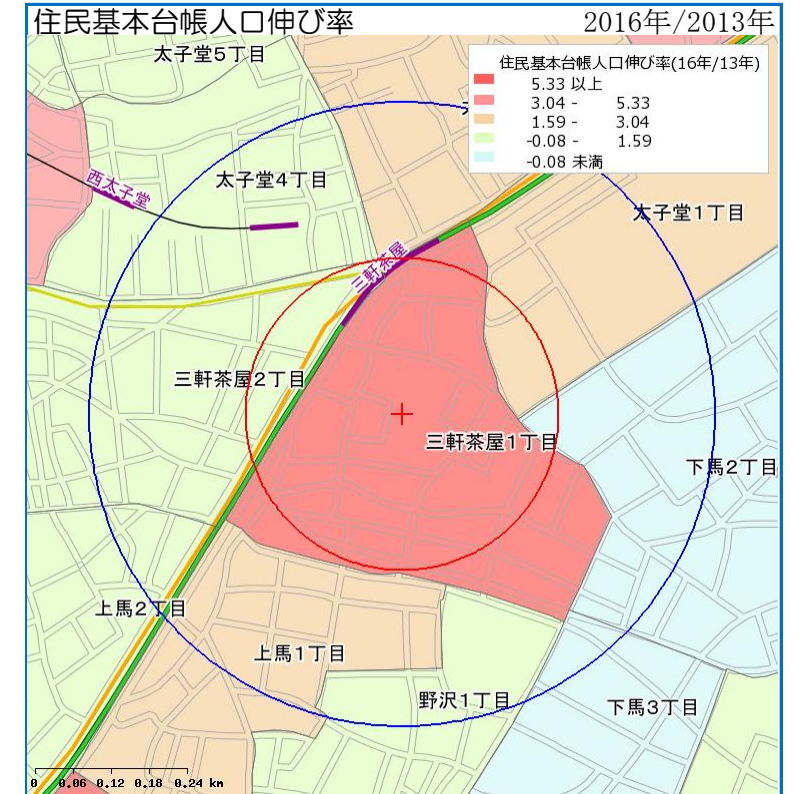 住民基本台帳人口伸び率 2016年/2013年
太子堂5丁目
住民基本台帳人口伸び率(16年/13年)
5.33 以上
3.04 - 5.33
1.59 - 3.04
-0.08 - 1.59
-0.08 未満
西太子堂
太子堂4丁目
太子堂1丁目
三軒茶屋
三軒茶屋2丁目
三軒茶屋1丁目
下馬2丁目
上馬2丁目
上馬1丁目
野沢1丁目
下馬3丁目
0 0.06 0.12 0.18 0.24 km